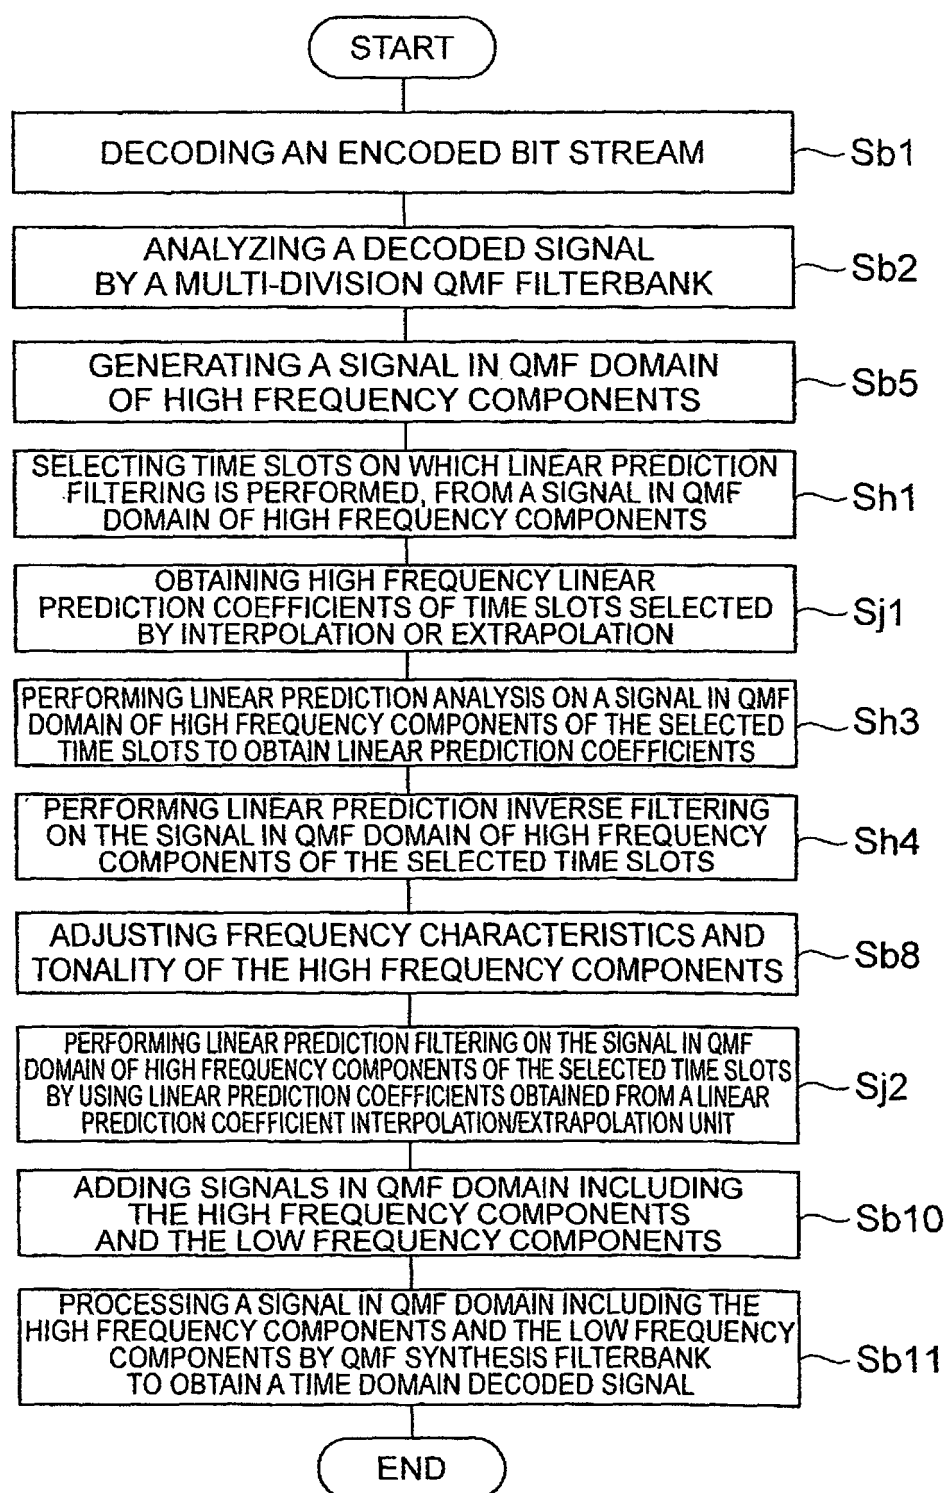 START
DECODING AN ENCODED BIT STREAM
Sb1
ANALYZING A DECODED SIGNAL
BY A MULTI-DIVISION QMF FILTERBANK
Sb2
GENERATING A SIGNAL IN QMF DOMAIN
OF HIGH FREQUENCY COMPONENTS
Sb5
SELECTING TIME SLOTS ON WHICH LINEAR PREDICTION
FILTERING IS PERFORMED, FROM A SIGNAL IN QMF
DOMAIN OF HIGH FREQUENCY COMPONENTS
Sh1
OBTAINING HIGH FREQUENCY LINEAR
PREDICTION COEFFICIENTS OF TIME SLOTS SELECTED
BY INTERPOLATION OR EXTRAPOLATION
Sj1
PERFORMING LINEAR PREDICTION ANALYSIS ON A SIGNAL IN QMF
DOMAIN OF HIGH FREQUENCY COMPONENTS OF THE SELECTED
TIME SLOTS TO OBTAIN LINEAR PREDICTION COEFFICIENTS
Sh3
PERFORMNG LINEAR PREDICTION INVERSE FILTERING
ON THE SIGNAL IN QMF DOMAIN OF HIGH FREQUENCY
COMPONENTS OF THE SELECTED TIME SLOTS
Sh4
ADJUSTING FREQUENCY CHARACTERISTICS AND
TONALITY OF THE HIGH FREQUENCY COMPONENTS
Sb8
PERFORMING LINEAR PREDICTION FILTERING ON THE SIGNAL IN QMF
DOMAIN OF HIGH FREQUENCY COMPONENTS OF THE SELECTED TIME SLOTS
BY USING LINEAR PREDICTION COEFFICIENTS OBTAINED FROM A LINEAR
PREDICTION COEFFICIENT INTERPOLATION/EXTRAPOLATION UNIT
Sj2
ADDING SIGNALS IN QMF DOMAIN INCLUDING
THE HIGH FREQUENCY COMPONENTS
AND THE LOW FREQUENCY COMPONENTS
Sb10
PROCESSING A SIGNAL IN QMF DOMAIN INCLUDING THE
HIGH FREQUENCY COMPONENTS AND THE LOW FREQUENCY
COMPONENTS BY QMF SYNTHESIS FILTERBANK
TO OBTAIN A TIME DOMAIN DECODED SIGNAL
Sb11
END